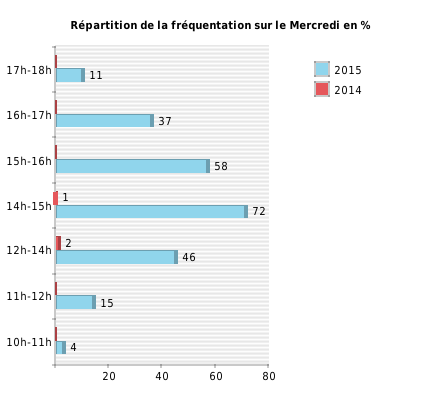 Répartition de la fréquentation sur le Mercredi en %
17h-18h 11
2015
2014
16h-17h 37
15h-16h 58
14h-15h 1
72
12h-14h 2
46
11h-12h 15
10h-11h 4
20 40 60 80